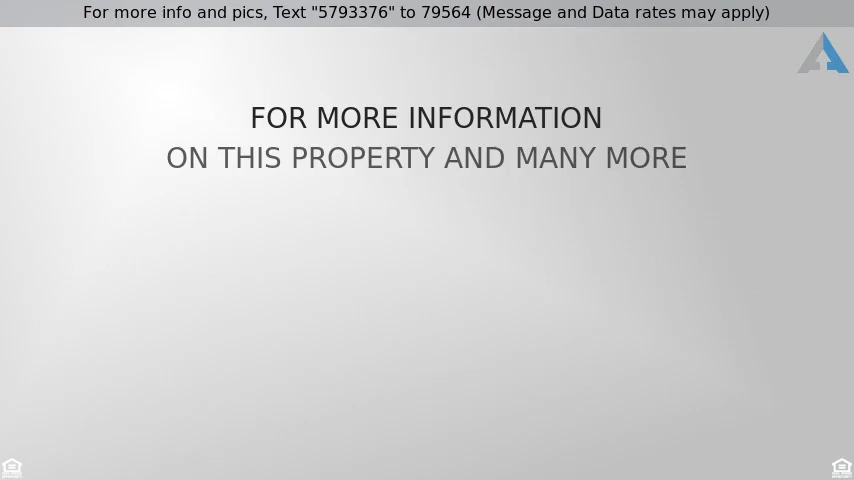 For more info and pics, Text "5793376" to 79564 (Message and Data rates may apply)
FOR MORE INFORMATION
ON THIS PROPERTY AND MANY MORE